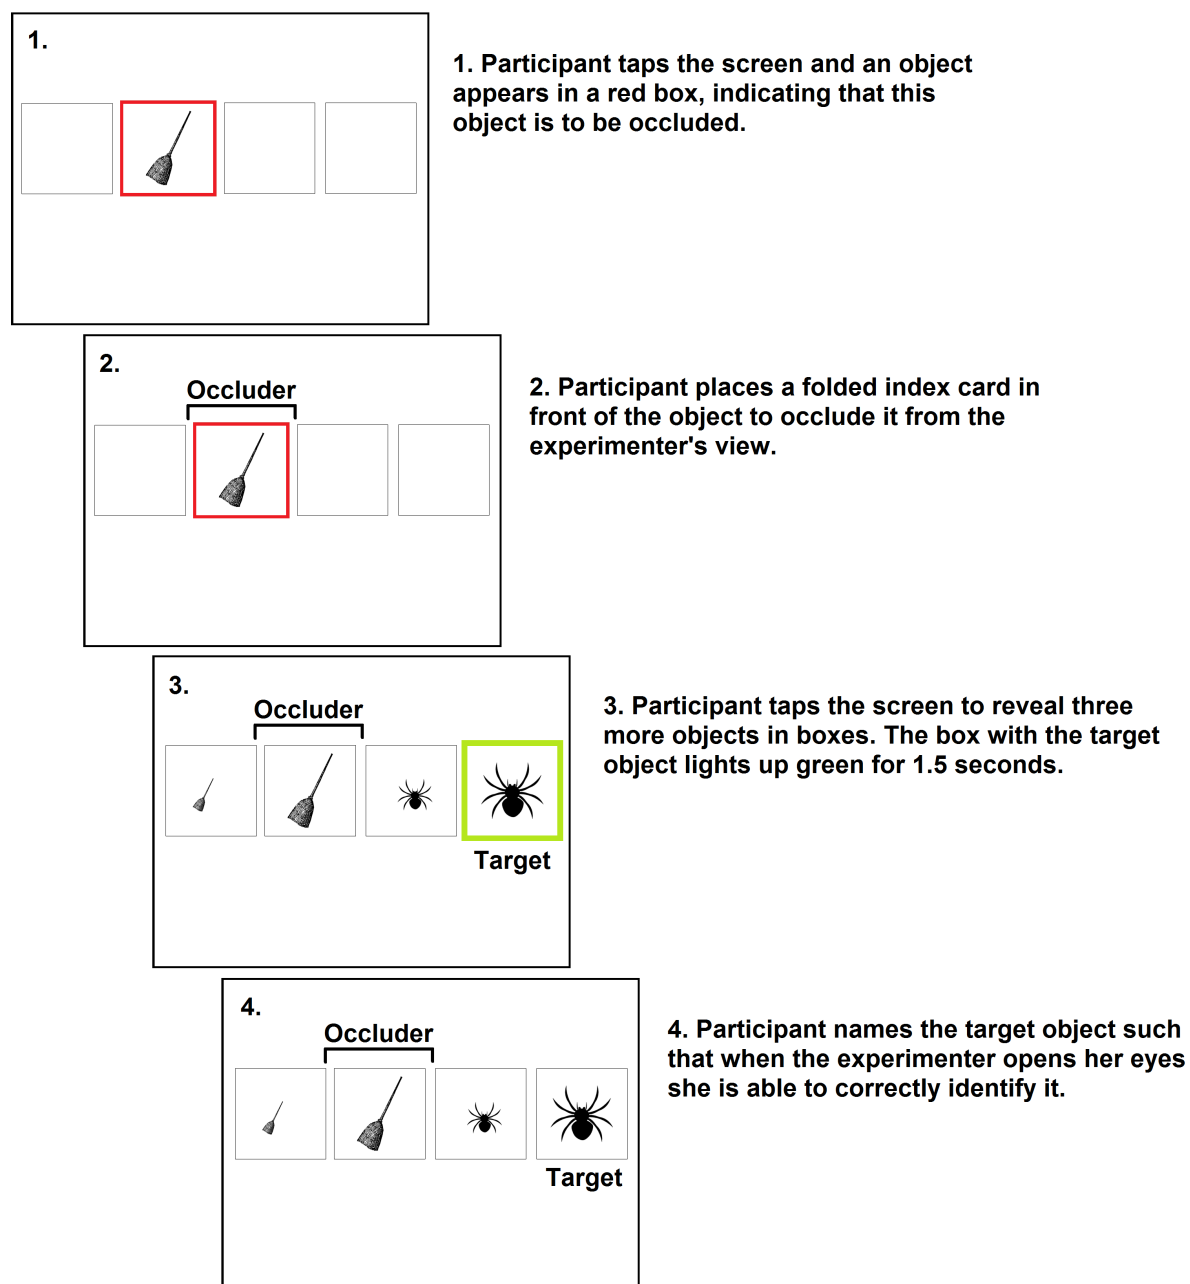 1.
1. Participant taps the screen and an object
appears in a red box, indicating that this
object is to be occluded.
2.
Occluder
2. Participant places a folded index card in
front of the object to occlude it from the
experimenter's view.
3.
Occluder
3. Participant taps the screen to reveal three
more objects in boxes. The box with the target
object lights up green for 1.5 seconds.
Target
4.
Occluder
4. Participant names the target object such
that when the experimenter opens her eyes
she is able to correctly identify it.
Target